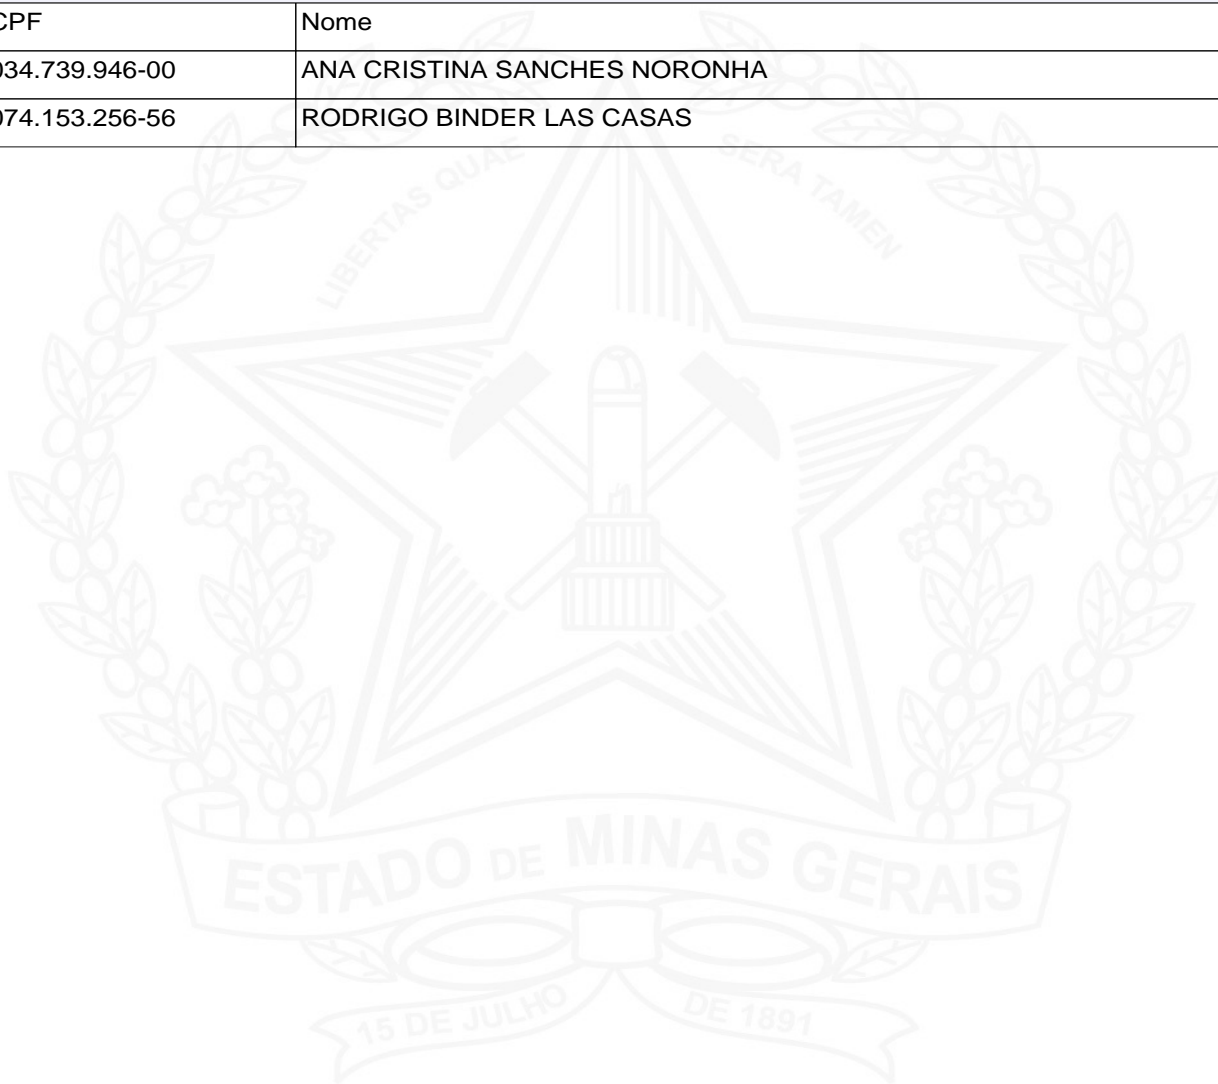 CPF Nome
034.739.946-00 ANA CRISTINA SANCHES NORONHA
074.153.256-56 RODRIGO BINDER LAS CASAS
LIBERTAS QUAE SERA TAMEN
ESTADO DE MINAS GERAIS
15 DE JULHO DE 1891